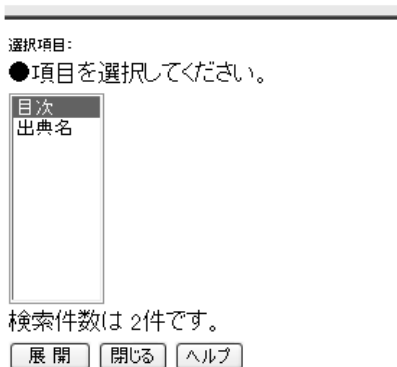 選択項目:
●項目を選択してください。
目次
出典名
検索件数は 2件です。
展 開 閉じる ヘルプ